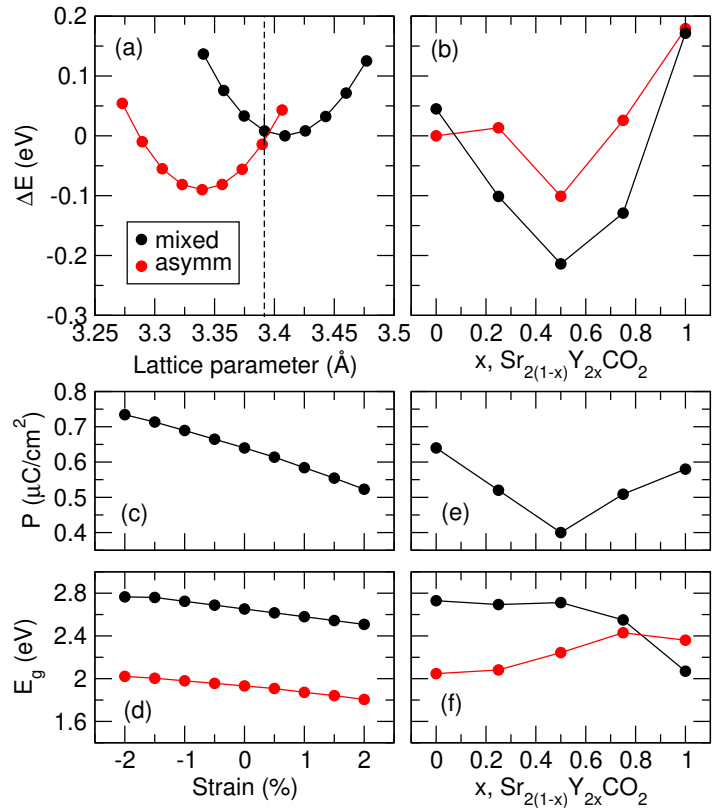 0.2
0.1
0
-0.1
-0.2
-0.3
ΔE (eV)
(a)
mixed
asymm
3.25 3.3 3.35 3.4 3.45 3.5
Lattice parameter (Å)
(b)
0 0.2 0.4 0.6 0.8 1
x, Sr2(1-x)Y2xCO2
0.8
0.7
0.6
0.5
0.4
P (μC/cm²)
(c)
(e)
2.8
2.4
2
1.6
Eg (eV)
(d)
-2 -1 0 1 2
Strain (%)
(f)
0 0.2 0.4 0.6 0.8 1
x, Sr2(1-x)Y2xCO2